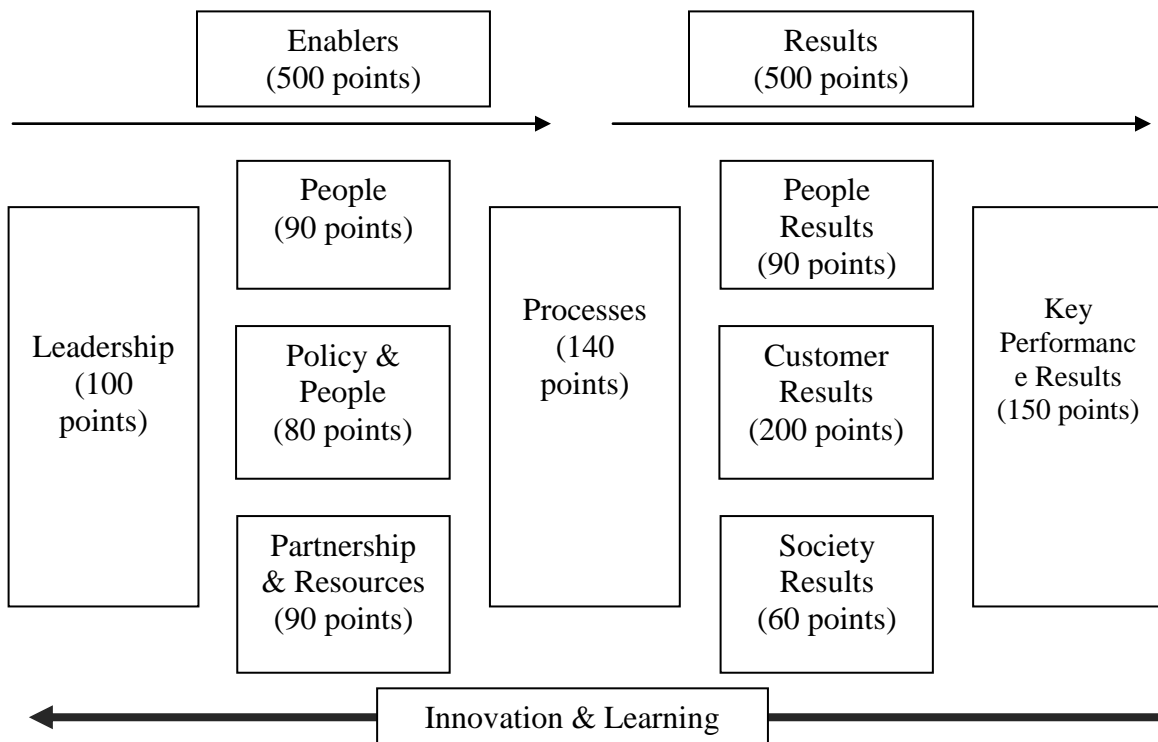 Enablers
(500 points)
Results
(500 points)
Leadership
(100
points)
People
(90 points)
Policy &
People
(80 points)
Partnership
& Resources
(90 points)
Processes
(140
points)
People
Results
(90 points)
Customer
Results
(200 points)
Society
Results
(60 points)
Key
Performanc
e Results
(150 points)
Innovation & Learning